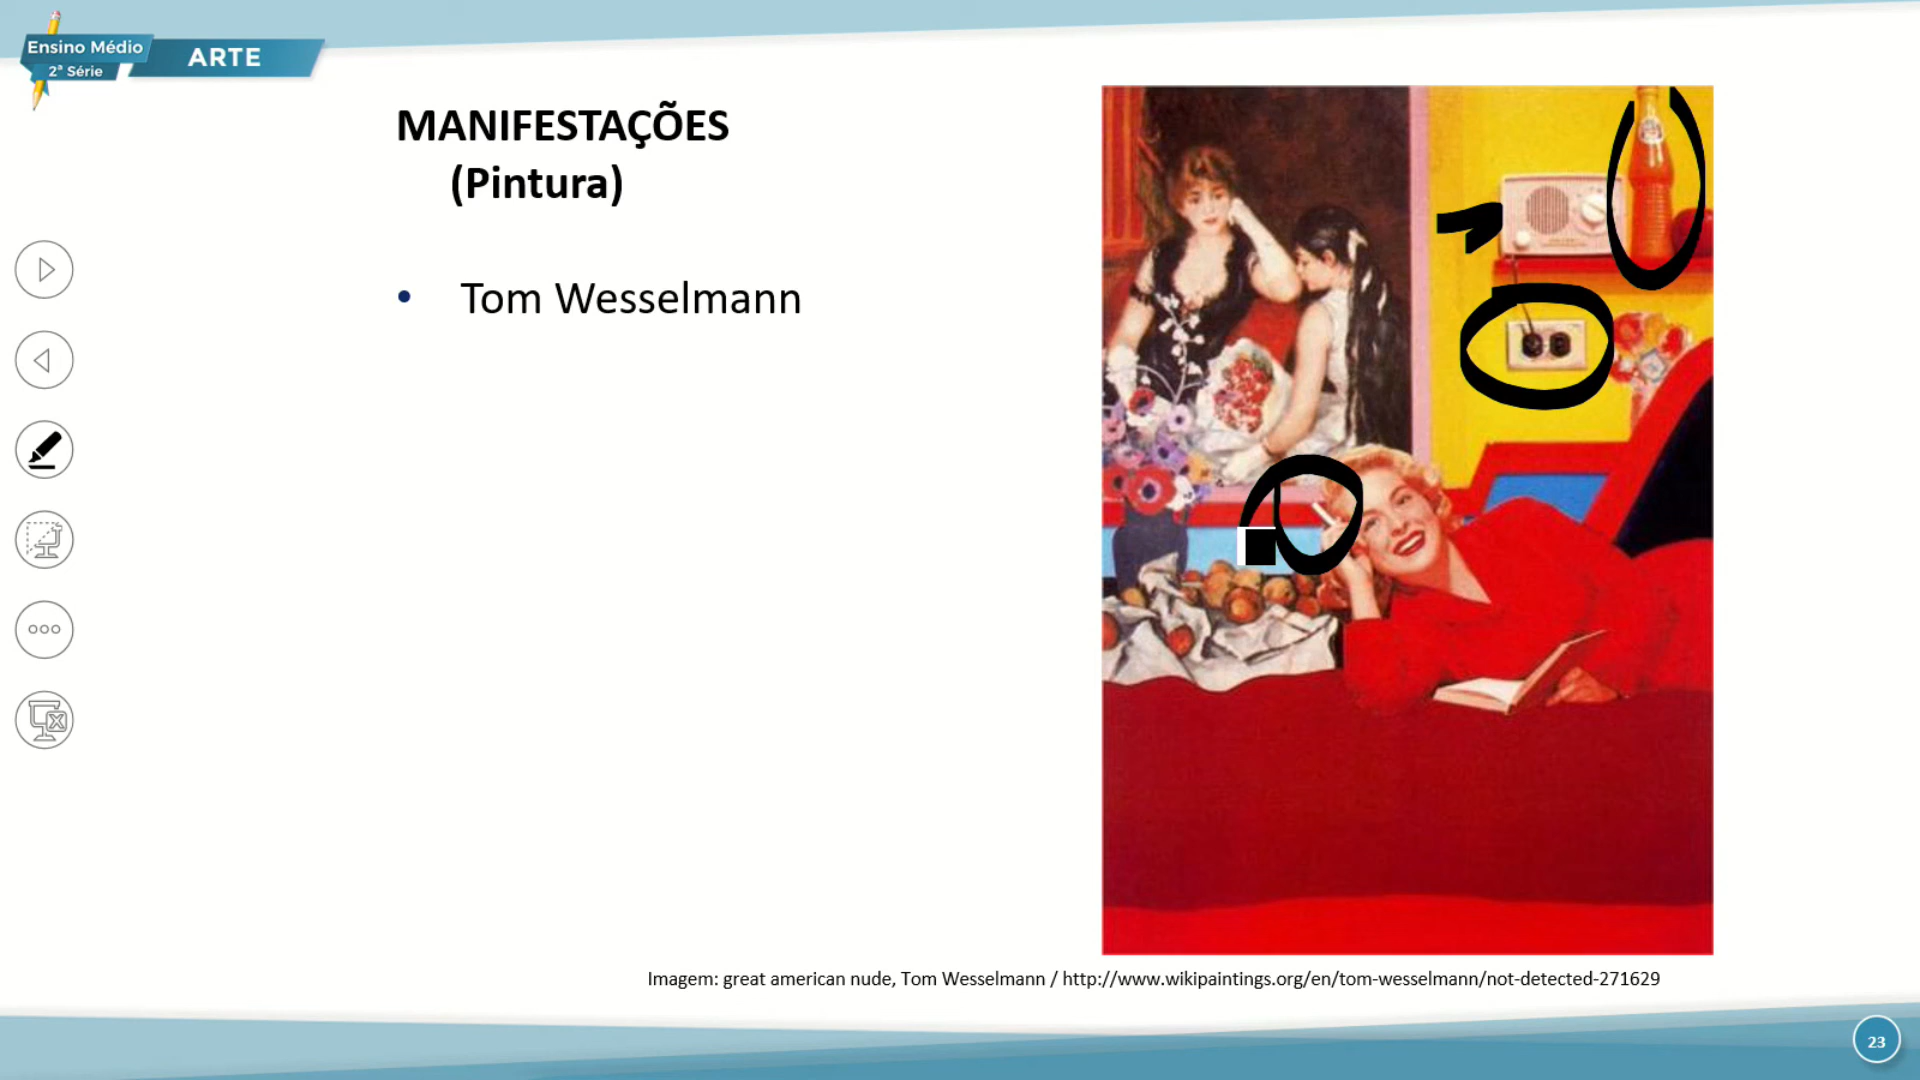 Ensino Médio
2ª Série
ARTE
MANIFESTAÇÕES
(Pintura)
• Tom Wesselmann
Imagem: great american nude, Tom Wesselmann / http://www.wikipaintings.org/en/tom-wesselmann/not-detected-271629
23